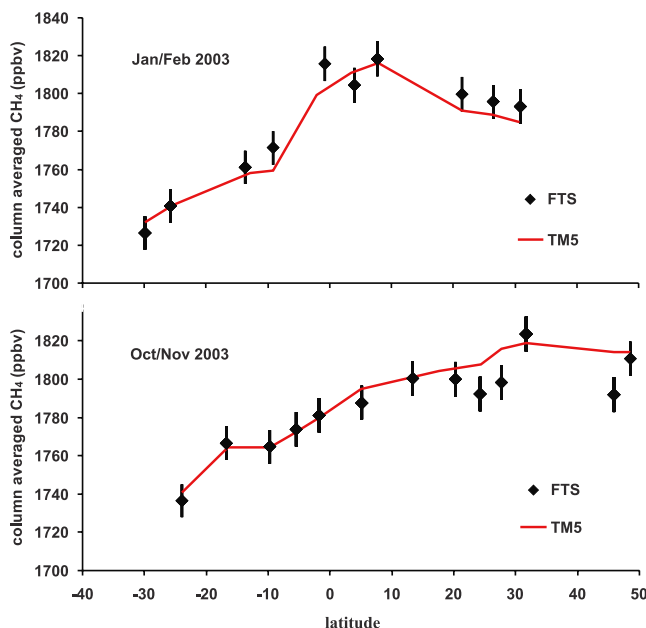 1840
1820
1800
1780
1760
1740
1720
1700
column averaged CH₄ (ppbv)
Jan/Feb 2003
FTS
TM5
1820
1800
1780
1760
1740
1720
1700
column averaged CH₄ (ppbv)
Oct/Nov 2003
FTS
TM5
-40 -30 -20 -10 0 10 20 30 40 50
latitude